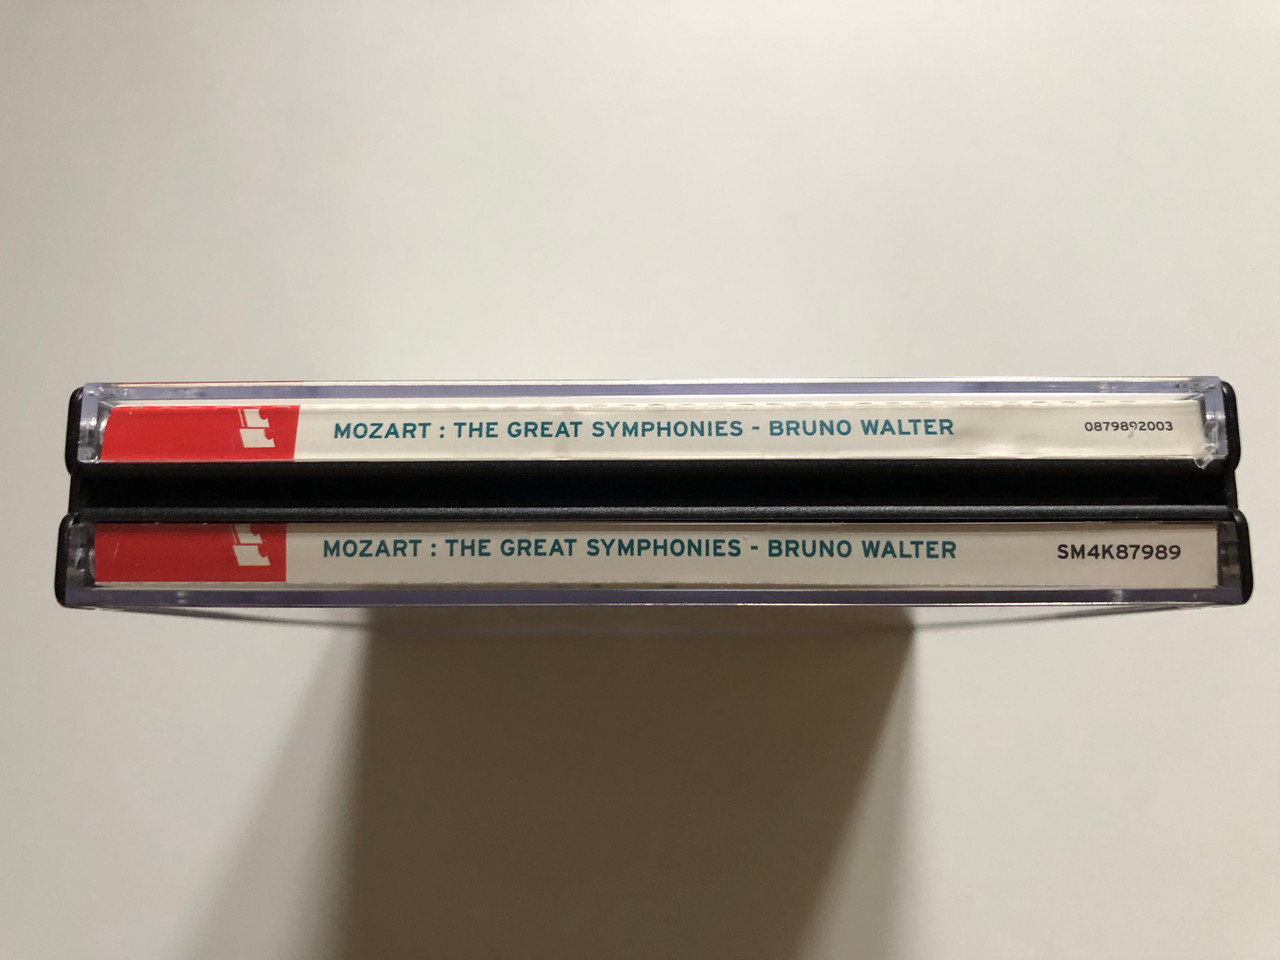 MOZART : THE GREAT SYMPHONIES - BRUNO WALTER 0879892003
MOZART : THE GREAT SYMPHONIES - BRUNO WALTER SM4K87989